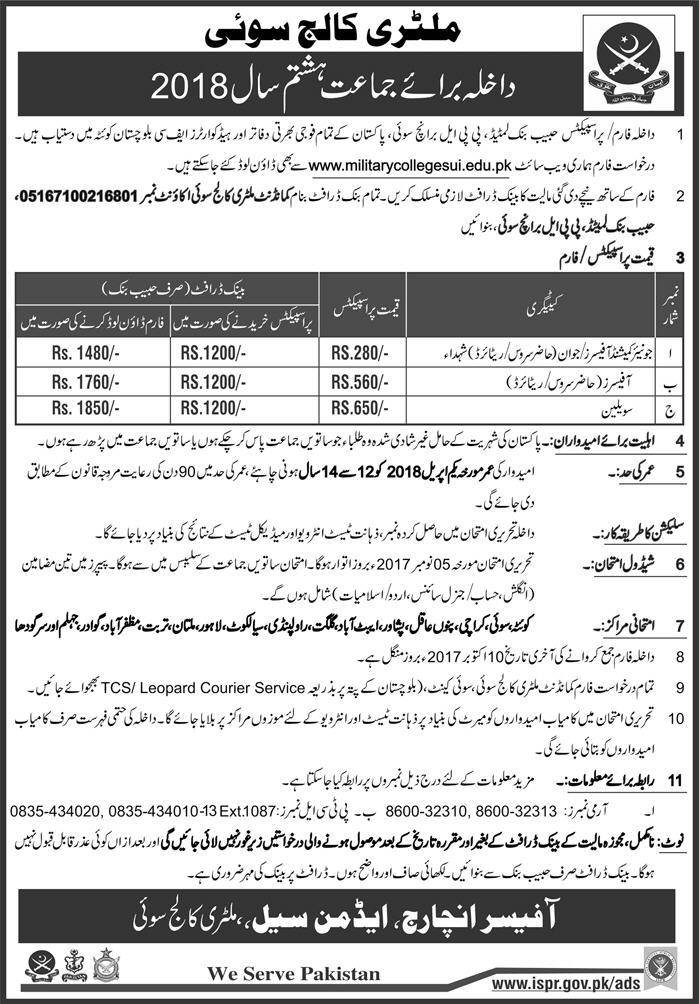 ملٹری کالج سوئی
داخلہ برائے جماعت ہشتم سال 2018
1 داخلہ فارم/پراسپیکٹس حبیب بنک لمیٹڈ، پی پی ایل برانچ سوئی، پاکستان کے تمام فوجی بھرتی دفاتر اور ہیڈکوارٹرز ایف سی بلوچستان کوئٹہ میں دستیاب ہیں۔
درخواست فارم ہماری ویب سائٹ www.militarycollegesui.edu.pk سے بھی ڈاؤن لوڈ کئے جاسکتے ہیں۔
2 فارم کے ساتھ نیچے دی گئی مالیت کا بینک ڈرافٹ لازمی منسلک کریں۔ تمام بنک ڈرافٹ بنام کمانڈنٹ ملٹری کالج سوئی اکاؤنٹ نمبر 05167100216801،
حبیب بنک لمیٹڈ، پی پی ایل برانچ سوئی، بنوائیں
3 قیمت پراسپیکٹس/فارم
نمبر شمار کیٹیگری قیمت پراسپیکٹس بینک ڈرافٹ (صرف حبیب بنک)
پراسپیکٹس خریدنے کی صورت میں فارم ڈاؤن لوڈ کرنے کی صورت میں
ا جونیئر کمیشنڈ آفیسرز/جوان (حاضر سروس/ریٹائرڈ) شہداء RS.280/- RS.1200/- Rs. 1480/-
ب آفیسرز (حاضر سروس/ریٹائرڈ) RS.560/- RS.1200/- Rs. 1760/-
ج سویلین RS.650/- RS.1200/- Rs. 1850/-
4 اہلیت برائے امیدواران:۔ پاکستان کی شہریت کے حامل غیر شادی شدہ وہ طلباء جو ساتویں جماعت پاس کرچکے ہوں یا ساتویں جماعت میں پڑھ رہے ہوں۔
5 عمر کی حد:۔ امیدوار کی عمر مورخہ یکم اپریل 2018 کو 12 سے 14 سال ہونی چاہئے، عمر کی حد میں 90 دن کی رعایت مروجہ قانون کے مطابق
دی جائے گی۔
سلیکشن کا طریقہ کار:۔ داخلہ تحریری امتحان میں حاصل کردہ نمبر، ذہانت ٹیسٹ انٹرویو اور میڈیکل ٹیسٹ کے نتائج کی بنیاد پر دیا جائے گا۔
6 شیڈول امتحان:۔ تحریری امتحان مورخہ 05 نومبر 2017ء بروز اتوار ہوگا۔ امتحان ساتویں جماعت کے سلیبس میں سے ہوگا۔ پیپرز میں تین مضامین
(انگلش، حساب/جنرل سائنس، اردو/اسلامیات) شامل ہوں گے۔
7 امتحانی مراکز:۔ کوئٹہ، سوئی، کراچی، پنوں عاقل، پشاور، ایبٹ آباد، گلگت، راولپنڈی، سیالکوٹ، لاہور، ملتان، تربت، مظفرآباد، گوادر، جہلم اور سرگودھا
8 داخلہ فارم جمع کروانے کی آخری تاریخ 10 اکتوبر 2017ء بروز منگل ہے۔
9 تمام درخواست فارم کمانڈنٹ ملٹری کالج سوئی، سوئی کینٹ، (بلوچستان کے پتہ پر بذریعہ TCS/ Leopard Courier Service بھجوائے جائیں۔
10 تحریری امتحان میں کامیاب امیدواروں کو میرٹ کی بنیاد پر ذہانت ٹیسٹ اور انٹرویو کے لئے موزوں مراکز پر بلایا جائے گا۔ داخلہ کی حتمی فہرست صرف کامیاب
امیدواروں کو بتائی جائے گی۔
11 رابطہ برائے معلومات:۔ مزید معلومات کے لئے درج ذیل نمبروں پر رابطہ کیا جاسکتا ہے۔
ا۔ آرمی نمبرز: 8600-32310, 8600-32313 ب۔ پی ٹی سی ایل نمبرز: 0835-434020, 0835-434010-13 Ext.1087
نوٹ: نامکمل، مجوزہ مالیت کے بینک ڈرافٹ کے بغیر اور مقررہ تاریخ کے بعد موصول ہونے والی درخواستیں زیر غور نہیں لائی جائیں گی اور بعد ازاں کوئی عذر قابل قبول نہیں
ہوگا۔ بینک ڈرافٹ صرف حبیب بنک سے بنوائیں۔ لکھائی صاف اور واضح ہوں۔ ڈرافٹ پر بینک کی مہر ضروری ہے۔
آفیسر انچارج، ایڈمن سیل،، ملٹری کالج سوئی
We Serve Pakistan
www.ispr.gov.pk/ads